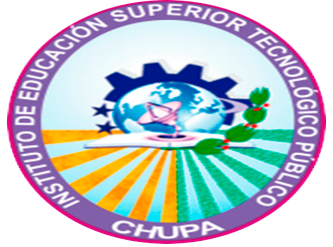 INSTITUTO DE EDUCACIÓN SUPERIOR TECNOLÓGICO PÚBLICO
CHUPA